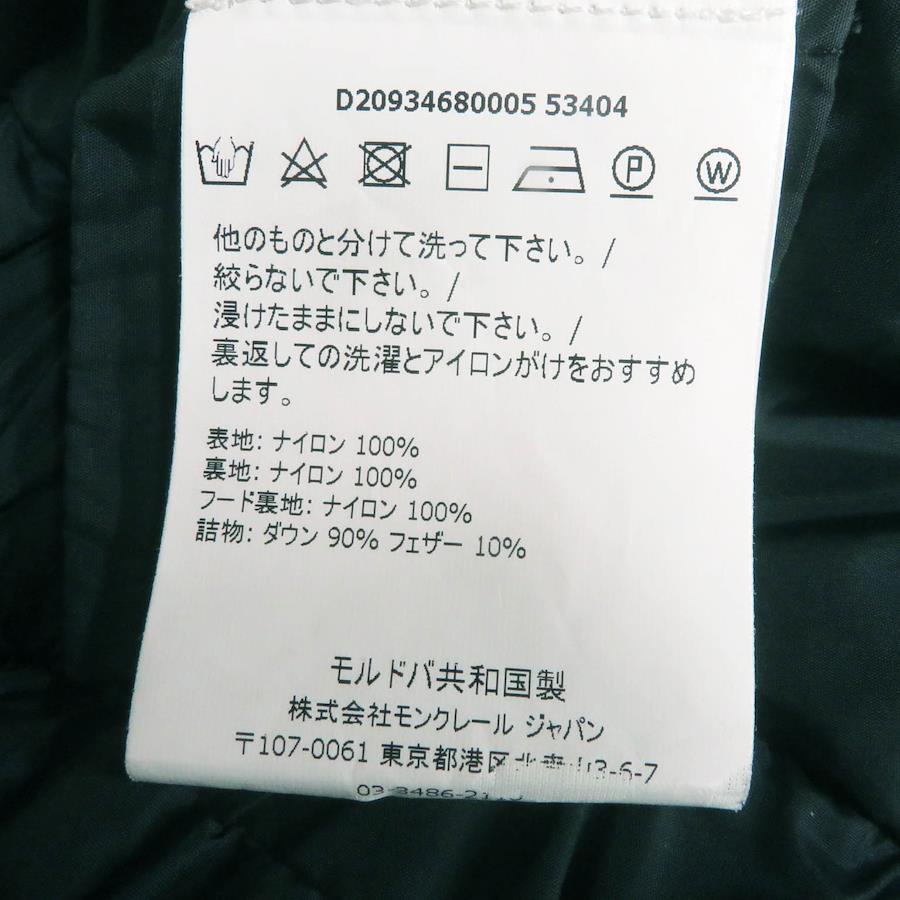 D20934680005 53404
P W
他のものと分けて洗って下さい。/
絞らないで下さい。/
浸けたままにしないで下さい。/
裏返しての洗濯とアイロンがけをおすすめ
します。
表地: ナイロン 100%
裏地: ナイロン 100%
フード裏地: ナイロン 100%
詰物: ダウン 90% フェザー 10%
モルドバ共和国製
株式会社モンクレール ジャパン
〒107-0061 東京都港区北青山3-6-7